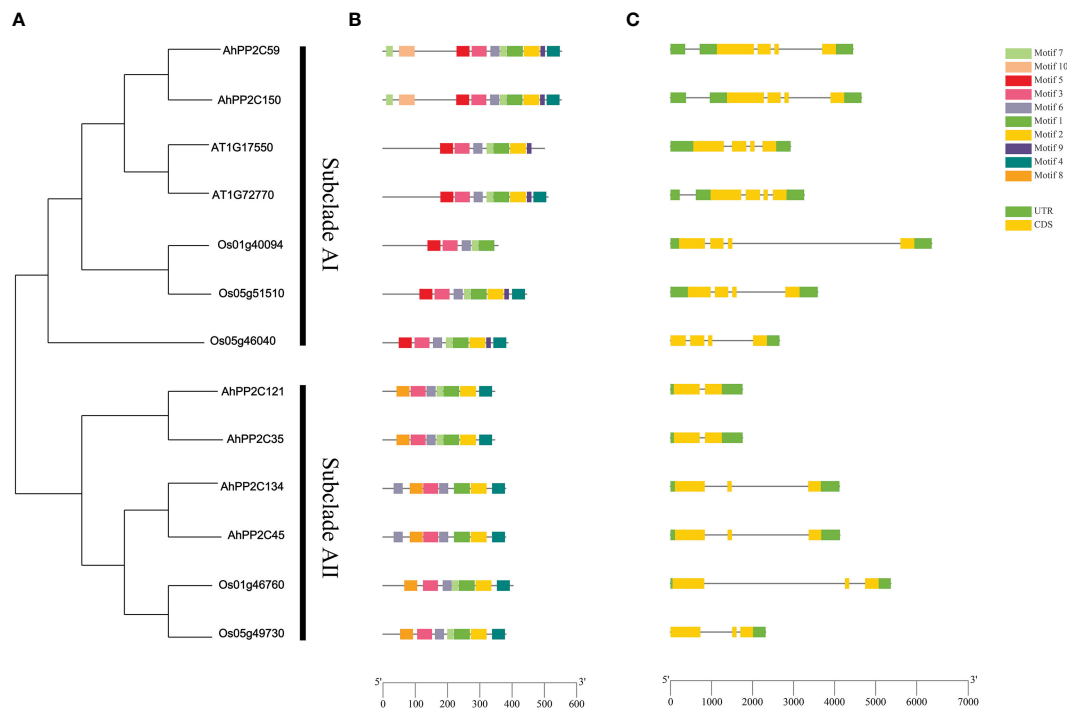 A
B
C
AhPP2C59
AhPP2C150
AT1G17550
AT1G72770
Os01g40094
Os05g51510
Os05g46040
AhPP2C121
AhPP2C35
AhPP2C134
AhPP2C45
Os01g46760
Os05g49730
Subclade AI
Subclade AII
5' 3'
0 100 200 300 400 500 600
5' 3'
0 1000 2000 3000 4000 5000 6000 7000
Motif 7
Motif 10
Motif 5
Motif 3
Motif 6
Motif 1
Motif 2
Motif 9
Motif 4
Motif 8
UTR
CDS